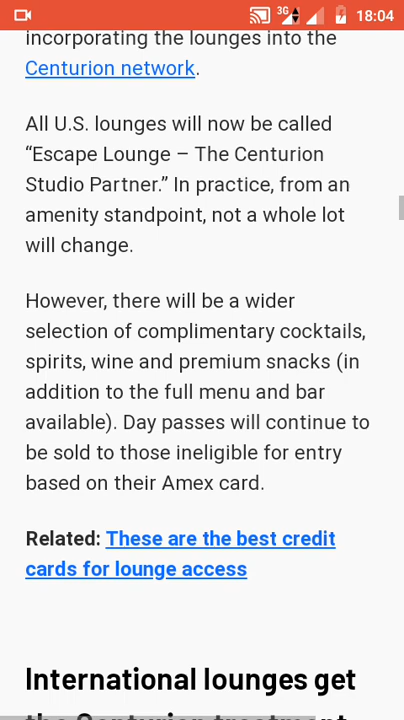 3G
18:04
incorporating the lounges into the
Centurion network.
All U.S. lounges will now be called
“Escape Lounge – The Centurion
Studio Partner.” In practice, from an
amenity standpoint, not a whole lot
will change.
However, there will be a wider
selection of complimentary cocktails,
spirits, wine and premium snacks (in
addition to the full menu and bar
available). Day passes will continue to
be sold to those ineligible for entry
based on their Amex card.
Related: These are the best credit
cards for lounge access
International lounges get
the Centurion treatment